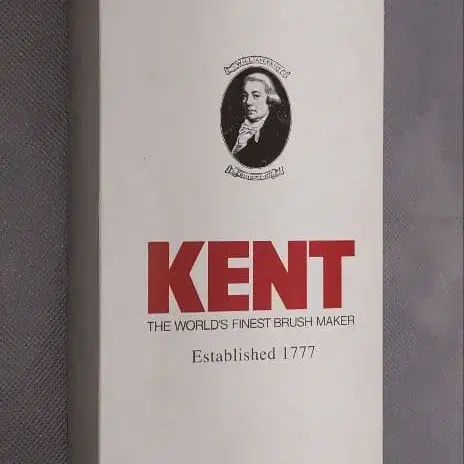 KENT
THE WORLD'S FINEST BRUSH MAKER
Established 1777